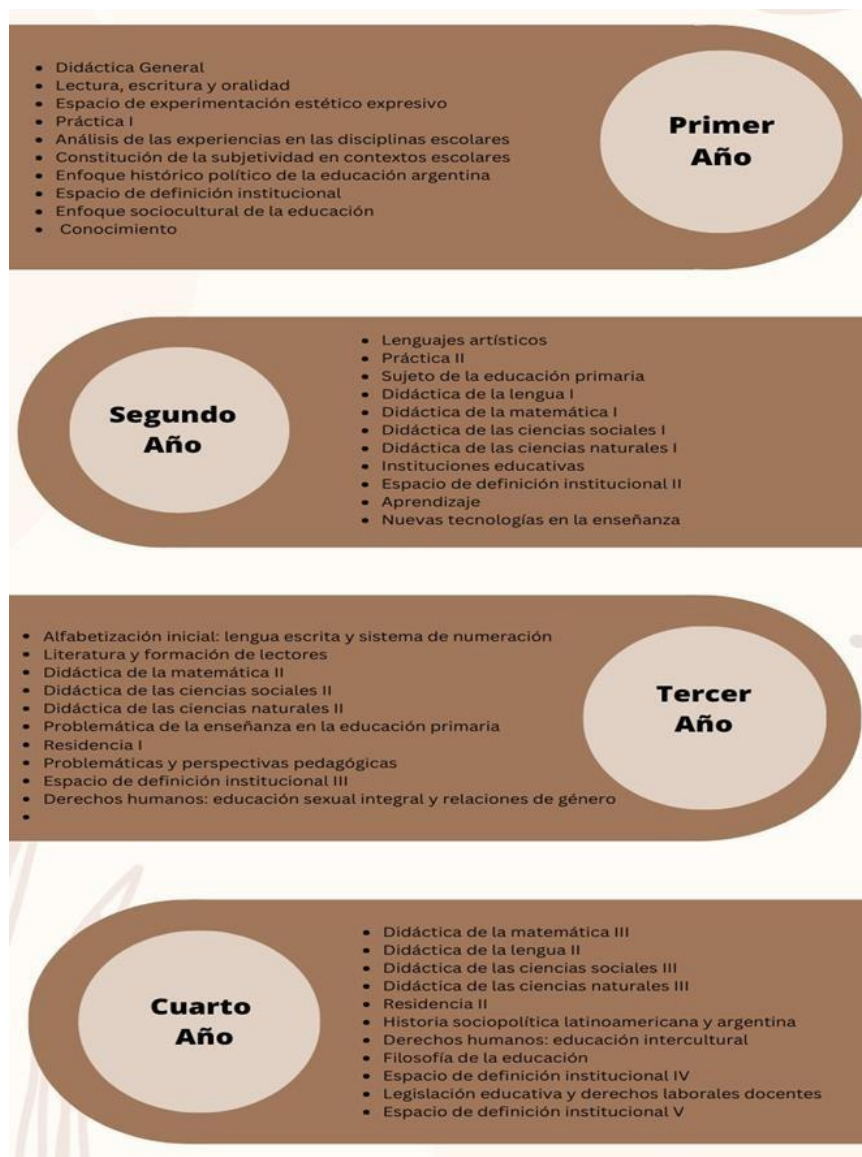 • Didáctica General
• Lectura, escritura y oralidad
• Espacio de experimentación estético expresivo
• Práctica I
• Análisis de las experiencias en las disciplinas escolares
• Constitución de la subjetividad en contextos escolares
• Enfoque histórico político de la educación argentina
• Espacio de definición institucional
• Enfoque sociocultural de la educación
• Conocimiento
Primer
Año
Segundo
Año
• Lenguajes artísticos
• Práctica II
• Sujeto de la educación primaria
• Didáctica de la lengua I
• Didáctica de la matemática I
• Didáctica de las ciencias sociales I
• Didáctica de las ciencias naturales I
• Instituciones educativas
• Espacio de definición institucional II
• Aprendizaje
• Nuevas tecnologías en la enseñanza
• Alfabetización inicial: lengua escrita y sistema de numeración
• Literatura y formación de lectores
• Didáctica de la matemática II
• Didáctica de las ciencias sociales II
• Didáctica de las ciencias naturales II
• Problemática de la enseñanza en la educación primaria
• Residencia I
• Problemáticas y perspectivas pedagógicas
• Espacio de definición institucional III
• Derechos humanos: educación sexual integral y relaciones de género
•
Tercer
Año
Cuarto
Año
• Didáctica de la matemática III
• Didáctica de la lengua II
• Didáctica de las ciencias sociales III
• Didáctica de las ciencias naturales III
• Residencia II
• Historia sociopolítica latinoamericana y argentina
• Derechos humanos: educación intercultural
• Filosofía de la educación
• Espacio de definición institucional IV
• Legislación educativa y derechos laborales docentes
• Espacio de definición institucional V